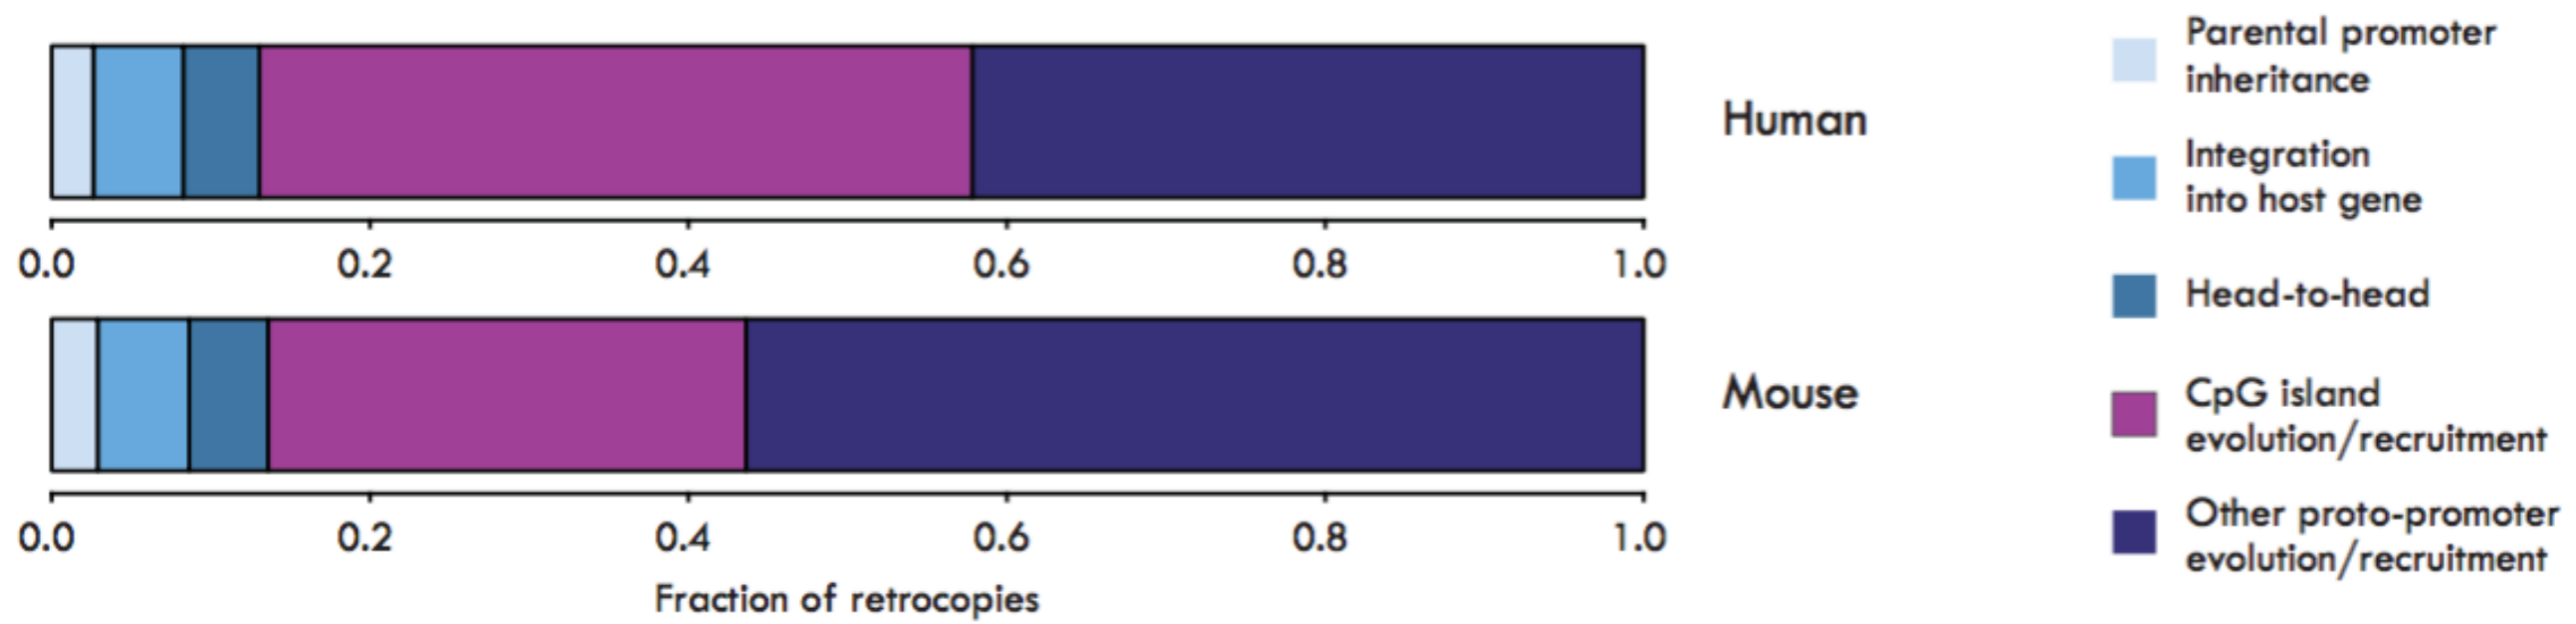 Human
0.0 0.2 0.4 0.6 0.8 1.0
Mouse
0.0 0.2 0.4 0.6 0.8 1.0
Fraction of retrocopies
Parental promoter
inheritance
Integration
into host gene
Head-to-head
CpG island
evolution/recruitment
Other proto-promoter
evolution/recruitment